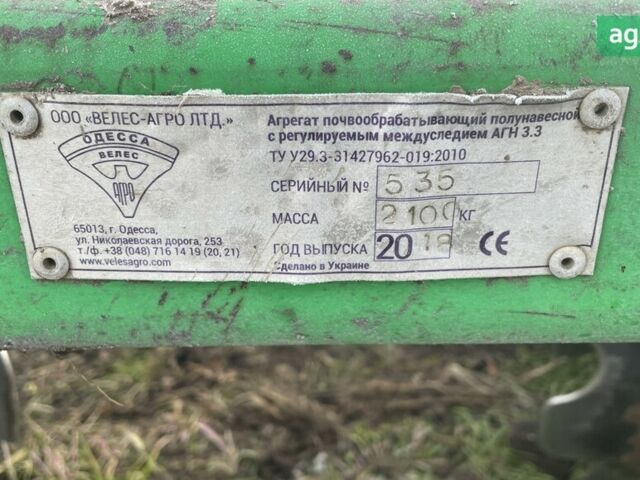 ag
ООО «ВЕЛЕС-АГРО ЛТД.»
ОДЕССА
ВЕЛЕС
АГРО
65013, г. Одесса,
ул. Николаевская дорога, 253
т./ф. +38 (048) 716 14 19 (20, 21)
www.velesagro.com
Агрегат почвообрабатывающий полунавесной
с регулируемым междуследием АГН 3.3
ТУ У29.3-31427962-019:2010
СЕРИЙНЫЙ № 535
МАССА 2100 КГ
ГОД ВЫПУСКА 2018 CE
Сделано в Украине